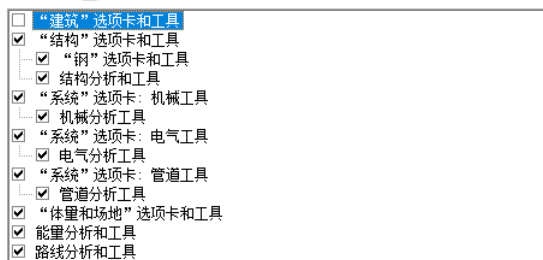 “建筑”选项卡和工具
“结构”选项卡和工具
“钢”选项卡和工具
结构分析和工具
“系统”选项卡: 机械工具
机械分析工具
“系统”选项卡: 电气工具
电气分析工具
“系统”选项卡: 管道工具
管道分析工具
“体量和场地”选项卡和工具
能量分析和工具
路线分析和工具